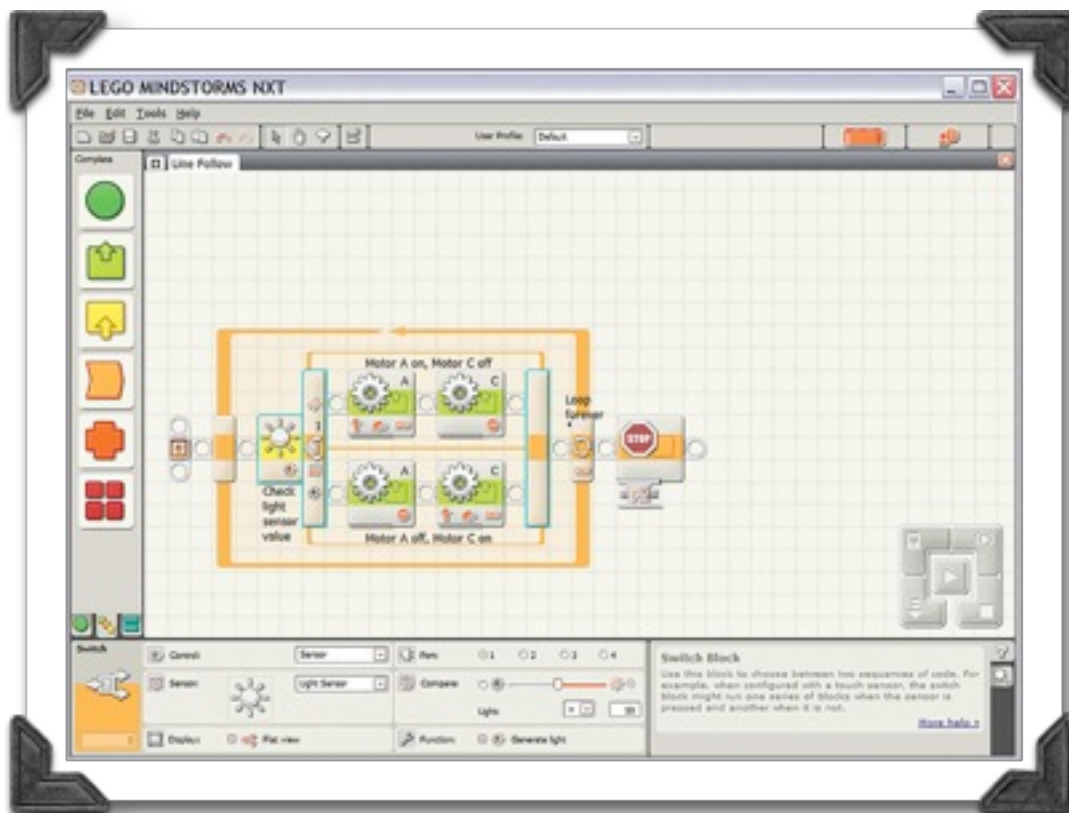 LEGO MINDSTORMS NXT
File Edit Tools Help
User Profile: Default
Complete
Line Follow
Motor A on, Motor C off
A C
Loop
forever
STOP
A C
Check
light
sensor
value
Motor A off, Motor C on
Switch
Control: Sensor
Port: 1 2 3 4
Sensor: Light Sensor
Compare:
Light:
Display: Flat view
Function: Generate light
Switch Block
Use this block to choose between two sequences of code. For
example, when configured with a touch sensor, the switch
block might run one series of blocks when the sensor is
pressed and another when it is not.
More help »